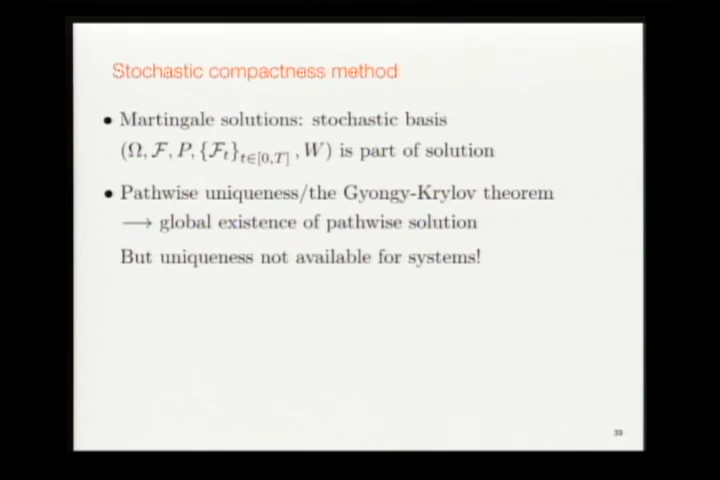 Stochastic compactness method
• Martingale solutions: stochastic basis
(Ω, ℱ, P, {ℱₜ}ₜ∈[0,T], W) is part of solution
• Pathwise uniqueness/the Gyongy-Krylov theorem
⟶ global existence of pathwise solution
But uniqueness not available for systems!